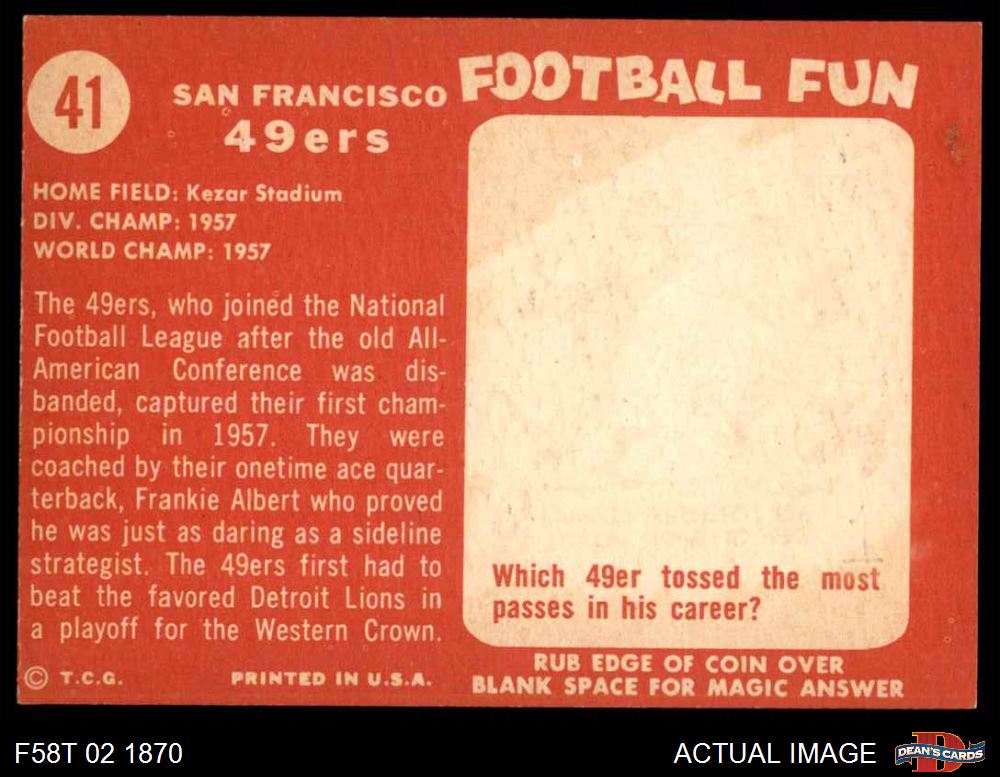 41
SAN FRANCISCO
49ers
HOME FIELD: Kezar Stadium
DIV. CHAMP: 1957
WORLD CHAMP: 1957
The 49ers, who joined the National
Football League after the old All-
American Conference was dis-
banded, captured their first cham-
pionship in 1957. They were
coached by their onetime ace quar-
terback, Frankie Albert who proved
he was just as daring as a sideline
strategist. The 49ers first had to
beat the favored Detroit Lions in
a playoff for the Western Crown.
© T.C.G.
PRINTED IN U.S.A.
FOOTBALL FUN
Which 49er tossed the most
passes in his career?
RUB EDGE OF COIN OVER
BLANK SPACE FOR MAGIC ANSWER
F58T 02 1870
ACTUAL IMAGE
D
DEAN'S CARDS